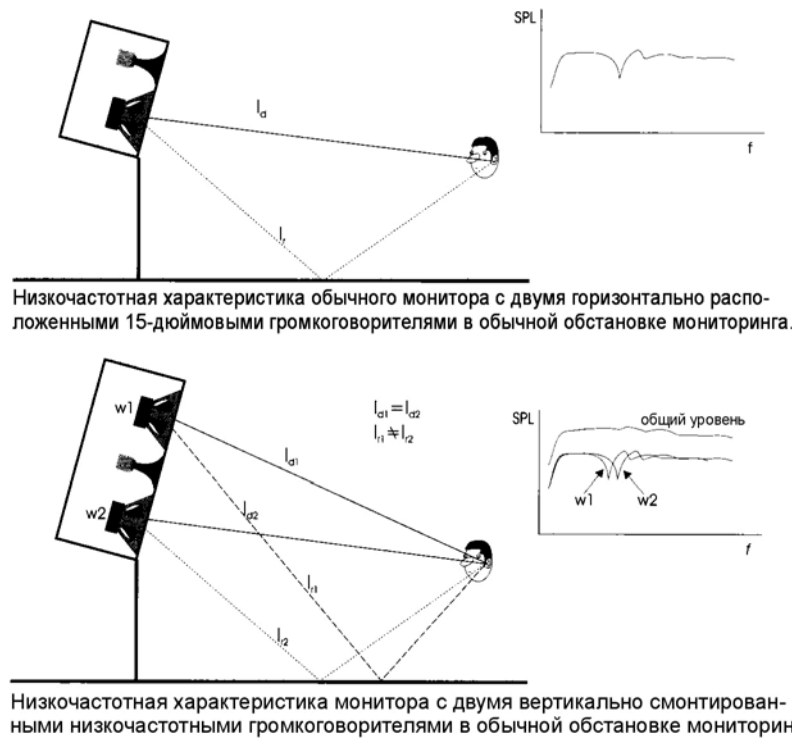 SPL
l_d
l_r
f
Низкочастотная характеристика обычного монитора с двумя горизонтально распо-
ложенными 15-дюймовыми громкоговорителями в обычной обстановке мониторинга.
w1
w2
l_d1=l_d2
l_r1≠l_r2
l_d1
l_d2
l_r1
l_r2
SPL
общий уровень
w1
w2
f
Низкочастотная характеристика монитора с двумя вертикально смонтирован-
ными низкочастотными громкоговорителями в обычной обстановке мониторин